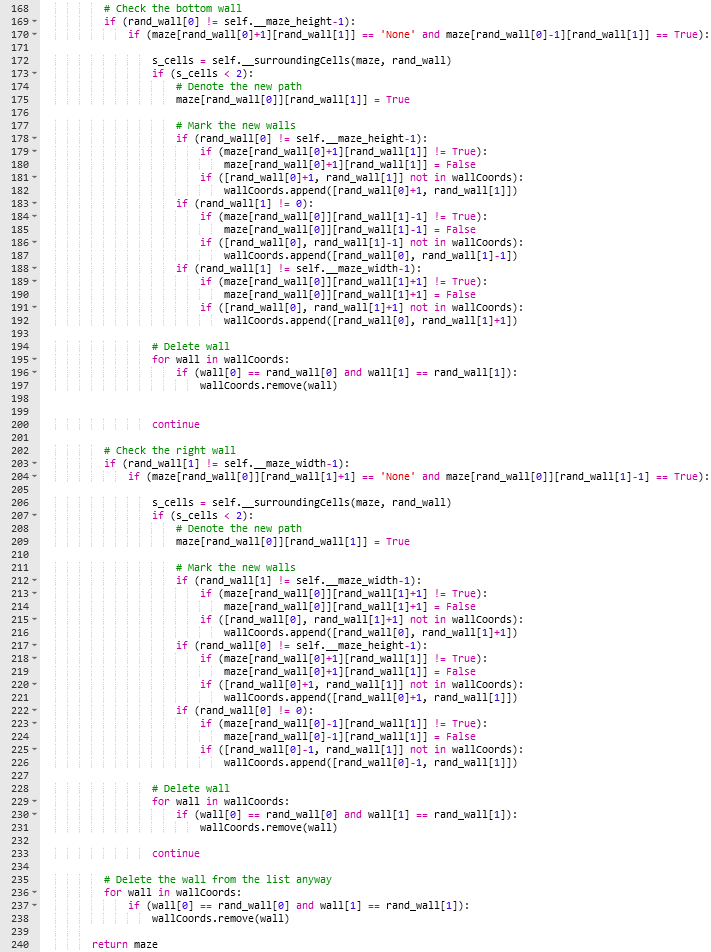 168 # Check the bottom wall
169 if (rand_wall[0] != self.__maze_height-1):
170 if (maze[rand_wall[0]+1][rand_wall[1]] == 'None' and maze[rand_wall[0]-1][rand_wall[1]] == True):
171
172 s_cells = self.__surroundingCells(maze, rand_wall)
173 if (s_cells < 2):
174 # Denote the new path
175 maze[rand_wall[0]][rand_wall[1]] = True
176
177 # Mark the new walls
178 if (rand_wall[0] != self.__maze_height-1):
179 if (maze[rand_wall[0]+1][rand_wall[1]] != True):
180 maze[rand_wall[0]+1][rand_wall[1]] = False
181 if ([rand_wall[0]+1, rand_wall[1]] not in wallCoords):
182 wallCoords.append([rand_wall[0]+1, rand_wall[1]])
183 if (rand_wall[1] != 0):
184 if (maze[rand_wall[0]][rand_wall[1]-1] != True):
185 maze[rand_wall[0]][rand_wall[1]-1] = False
186 if ([rand_wall[0], rand_wall[1]-1] not in wallCoords):
187 wallCoords.append([rand_wall[0], rand_wall[1]-1])
188 if (rand_wall[1] != self.__maze_width-1):
189 if (maze[rand_wall[0]][rand_wall[1]+1] != True):
190 maze[rand_wall[0]][rand_wall[1]+1] = False
191 if ([rand_wall[0], rand_wall[1]+1] not in wallCoords):
192 wallCoords.append([rand_wall[0], rand_wall[1]+1])
193
194 # Delete wall
195 for wall in wallCoords:
196 if (wall[0] == rand_wall[0] and wall[1] == rand_wall[1]):
197 wallCoords.remove(wall)
198
199
200 continue
201
202 # Check the right wall
203 if (rand_wall[1] != self.__maze_width-1):
204 if (maze[rand_wall[0]][rand_wall[1]+1] == 'None' and maze[rand_wall[0]][rand_wall[1]-1] == True):
205
206 s_cells = self.__surroundingCells(maze, rand_wall)
207 if (s_cells < 2):
208 # Denote the new path
209 maze[rand_wall[0]][rand_wall[1]] = True
210
211 # Mark the new walls
212 if (rand_wall[1] != self.__maze_width-1):
213 if (maze[rand_wall[0]][rand_wall[1]+1] != True):
214 maze[rand_wall[0]][rand_wall[1]+1] = False
215 if ([rand_wall[0], rand_wall[1]+1] not in wallCoords):
216 wallCoords.append([rand_wall[0], rand_wall[1]+1])
217 if (rand_wall[0] != self.__maze_height-1):
218 if (maze[rand_wall[0]+1][rand_wall[1]] != True):
219 maze[rand_wall[0]+1][rand_wall[1]] = False
220 if ([rand_wall[0]+1, rand_wall[1]] not in wallCoords):
221 wallCoords.append([rand_wall[0]+1, rand_wall[1]])
222 if (rand_wall[0] != 0):
223 if (maze[rand_wall[0]-1][rand_wall[1]] != True):
224 maze[rand_wall[0]-1][rand_wall[1]] = False
225 if ([rand_wall[0]-1, rand_wall[1]] not in wallCoords):
226 wallCoords.append([rand_wall[0]-1, rand_wall[1]])
227
228 # Delete wall
229 for wall in wallCoords:
230 if (wall[0] == rand_wall[0] and wall[1] == rand_wall[1]):
231 wallCoords.remove(wall)
232
233 continue
234
235 # Delete the wall from the list anyway
236 for wall in wallCoords:
237 if (wall[0] == rand_wall[0] and wall[1] == rand_wall[1]):
238 wallCoords.remove(wall)
239
240 return maze